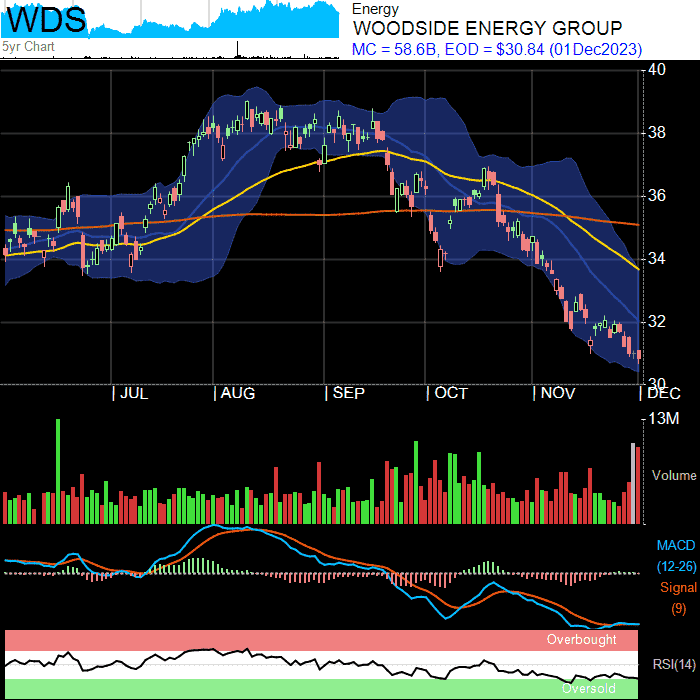 WDS
5yr Chart
Energy
WOODSIDE ENERGY GROUP
MC = 58.6B, EOD = $30.84 (01Dec2023)
40
38
36
34
32
30
JUL AUG SEP OCT NOV DEC
13M
Volume
MACD
(12-26)
Signal
(9)
Overbought
RSI(14)
Oversold